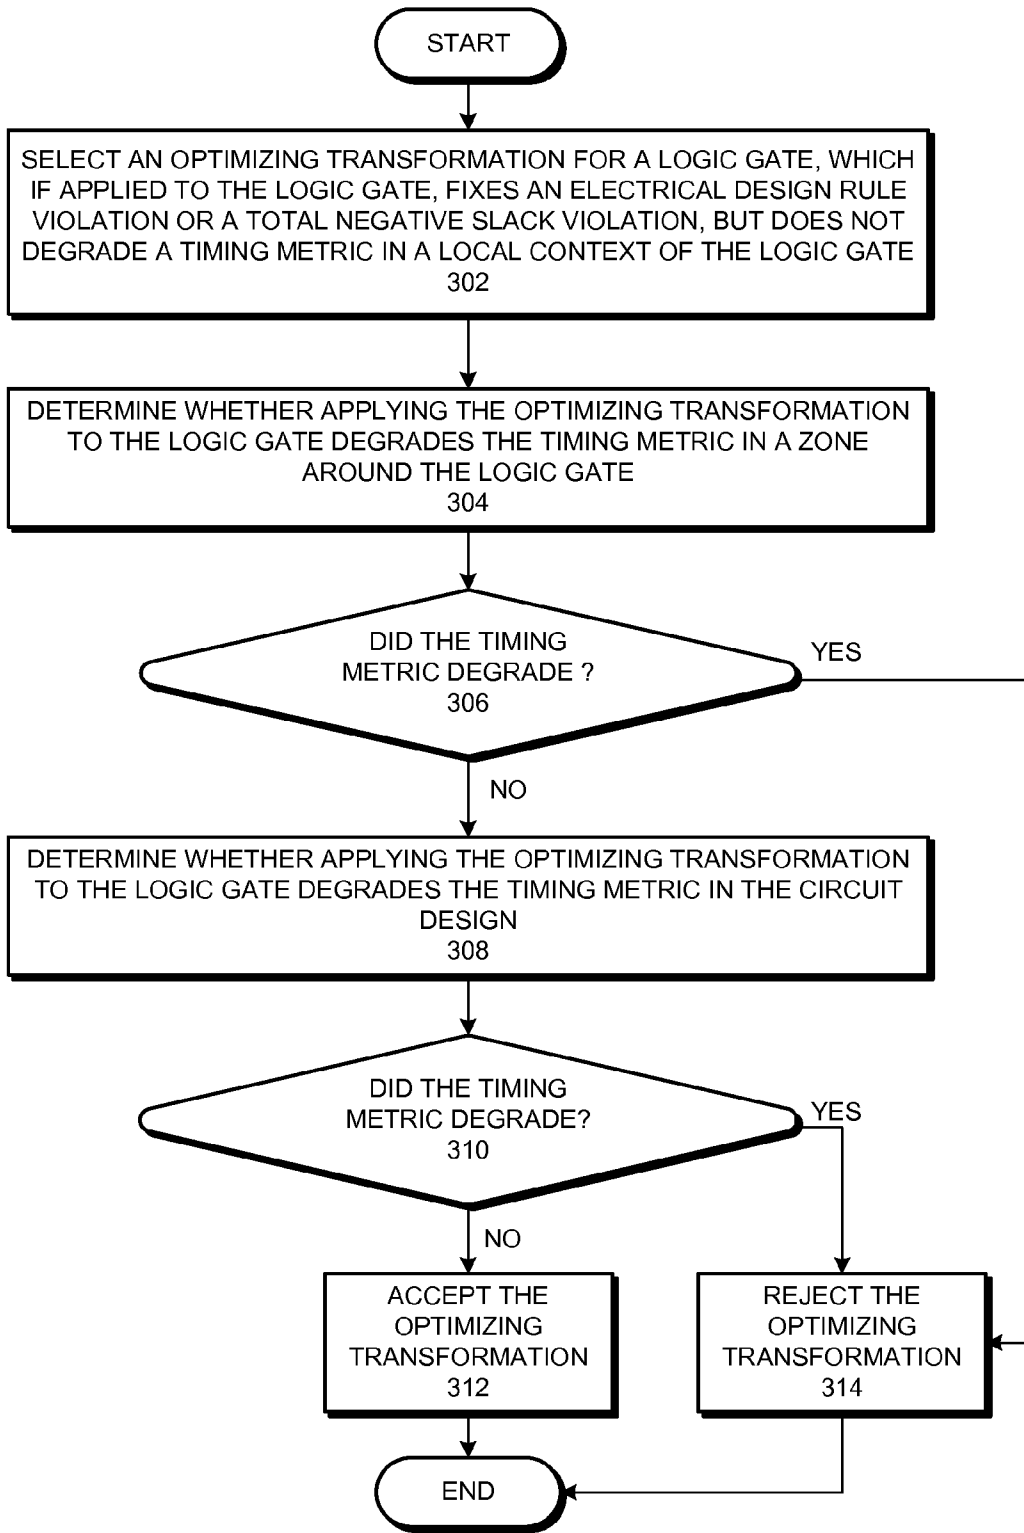 START
SELECT AN OPTIMIZING TRANSFORMATION FOR A LOGIC GATE, WHICH
IF APPLIED TO THE LOGIC GATE, FIXES AN ELECTRICAL DESIGN RULE
VIOLATION OR A TOTAL NEGATIVE SLACK VIOLATION, BUT DOES NOT
DEGRADE A TIMING METRIC IN A LOCAL CONTEXT OF THE LOGIC GATE
302
DETERMINE WHETHER APPLYING THE OPTIMIZING TRANSFORMATION
TO THE LOGIC GATE DEGRADES THE TIMING METRIC IN A ZONE
AROUND THE LOGIC GATE
304
DID THE TIMING
METRIC DEGRADE ?
306
YES
NO
DETERMINE WHETHER APPLYING THE OPTIMIZING TRANSFORMATION
TO THE LOGIC GATE DEGRADES THE TIMING METRIC IN THE CIRCUIT
DESIGN
308
DID THE TIMING
METRIC DEGRADE?
310
YES
NO
ACCEPT THE
OPTIMIZING
TRANSFORMATION
312
REJECT THE
OPTIMIZING
TRANSFORMATION
314
END